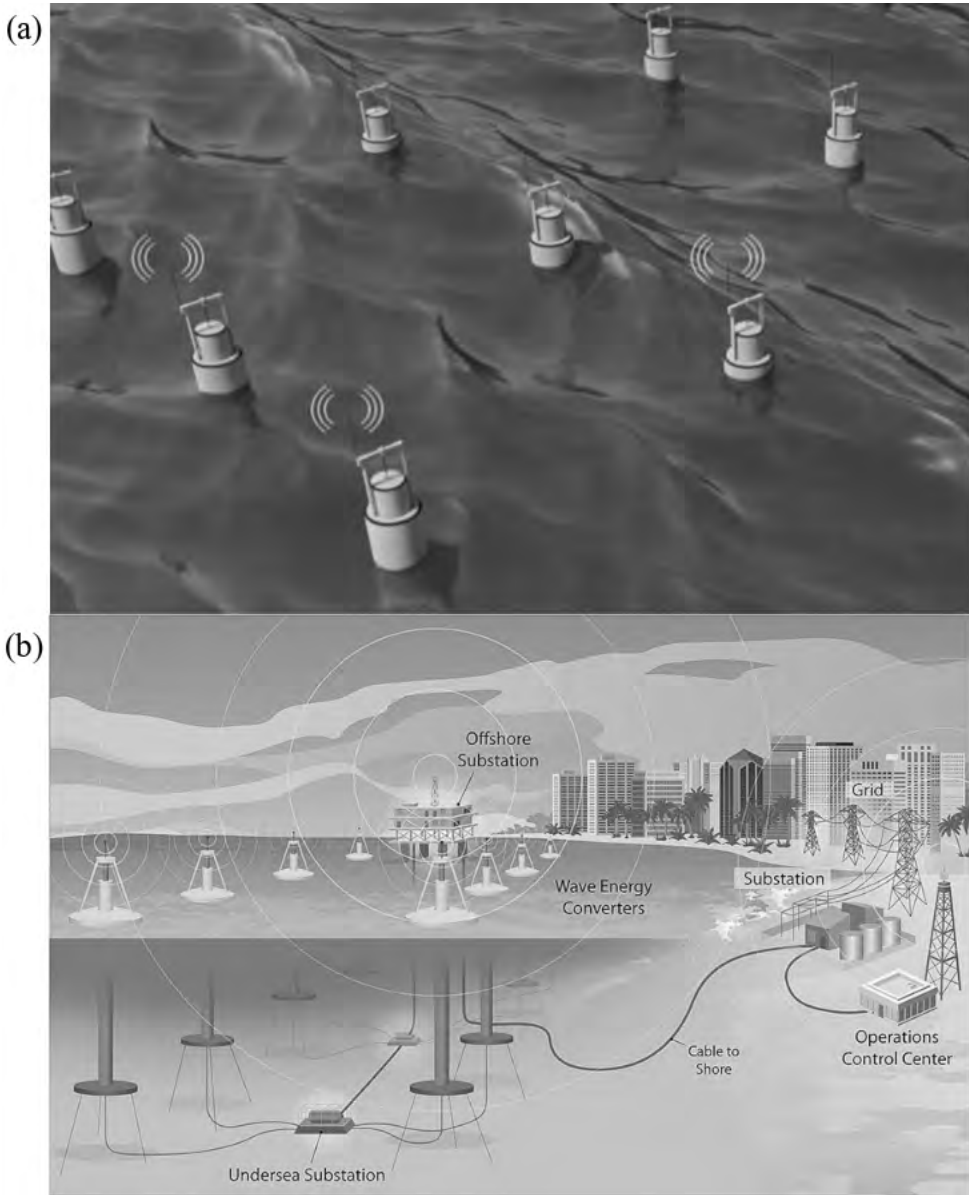 (a)
(b)
Offshore
Substation
Grid
Substation
Wave Energy
Converters
Operations
Control Center
Cable to
Shore
Undersea Substation